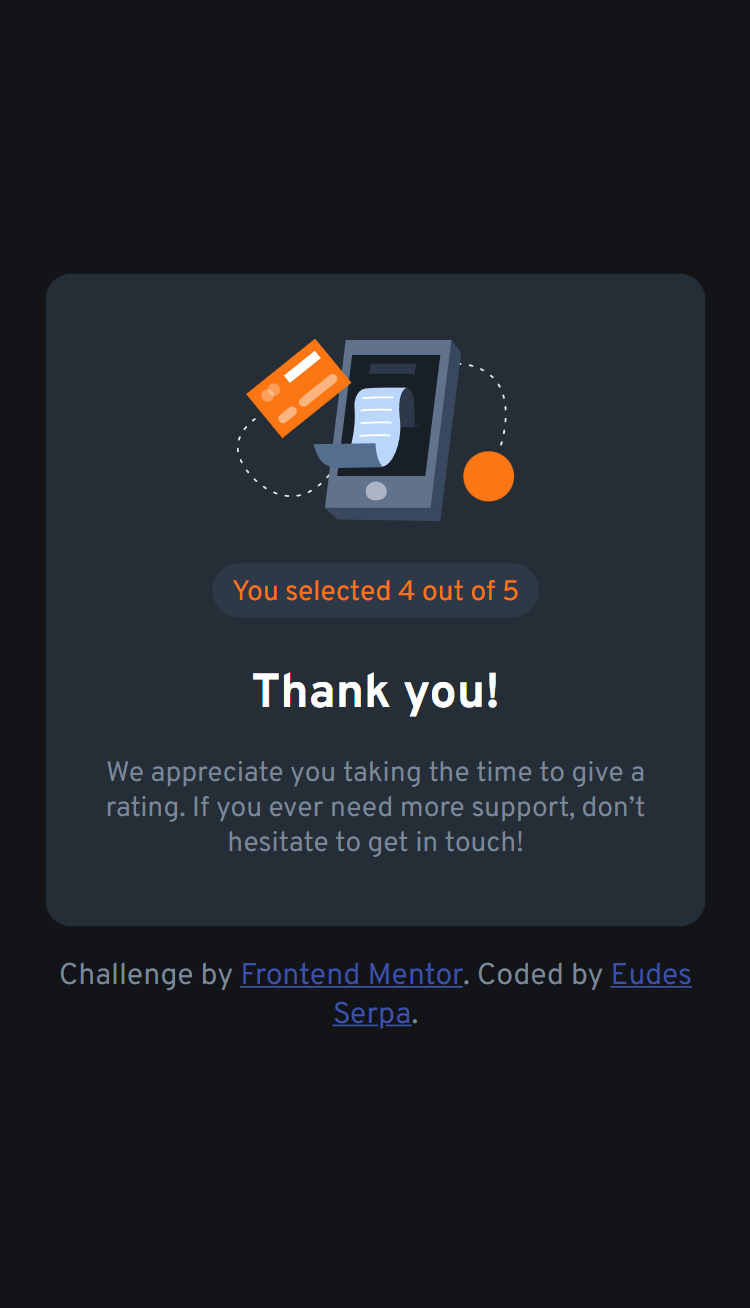 You selected 4 out of 5
Thank you!
We appreciate you taking the time to give a
rating. If you ever need more support, don’t
hesitate to get in touch!
Challenge by Frontend Mentor. Coded by Eudes
Serpa.